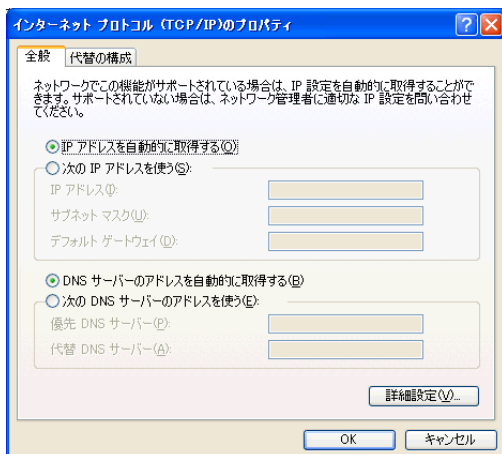 インターネット プロトコル (TCP/IP)のプロパティ
全般
代替の構成
ネットワークでこの機能がサポートされている場合は、IP 設定を自動的に取得することがで
きます。サポートされていない場合は、ネットワーク管理者に適切な IP 設定を問い合わせ
てください。
IP アドレスを自動的に取得する(O)
次の IP アドレスを使う(S):
IP アドレス(I):
サブネット マスク(U):
デフォルト ゲートウェイ(D):
DNS サーバーのアドレスを自動的に取得する(B)
次の DNS サーバーのアドレスを使う(E):
優先 DNS サーバー(P):
代替 DNS サーバー(A):
詳細設定(V)...
OK
キャンセル